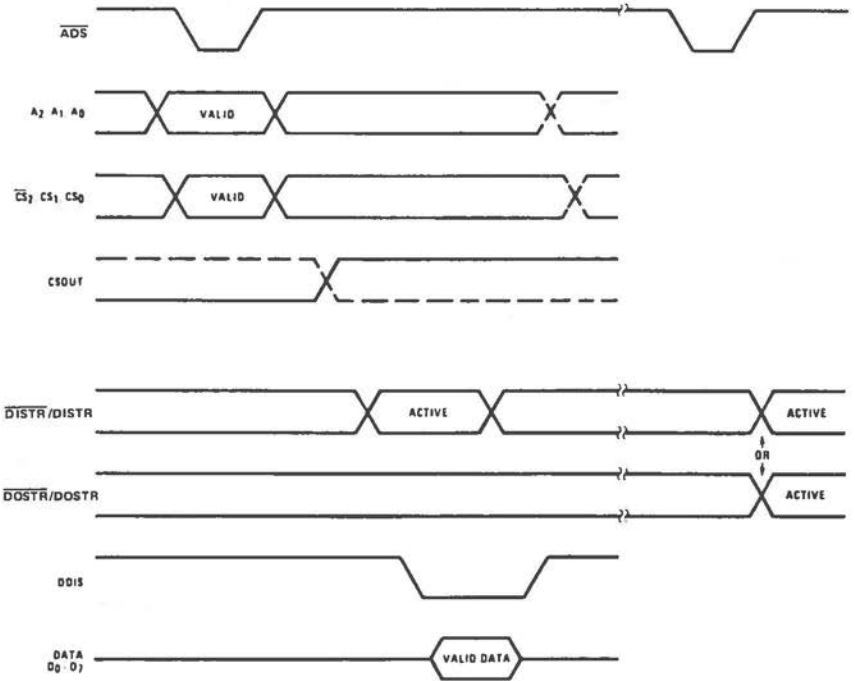 ADS
A2 A1 A0
VALID
CS2 CS1 CS0
VALID
CSOUT
DISTR/DISTR
ACTIVE
ACTIVE
OR
DOSTR/DOSTR
ACTIVE
DDIS
DATA
D0 - D7
VALID DATA